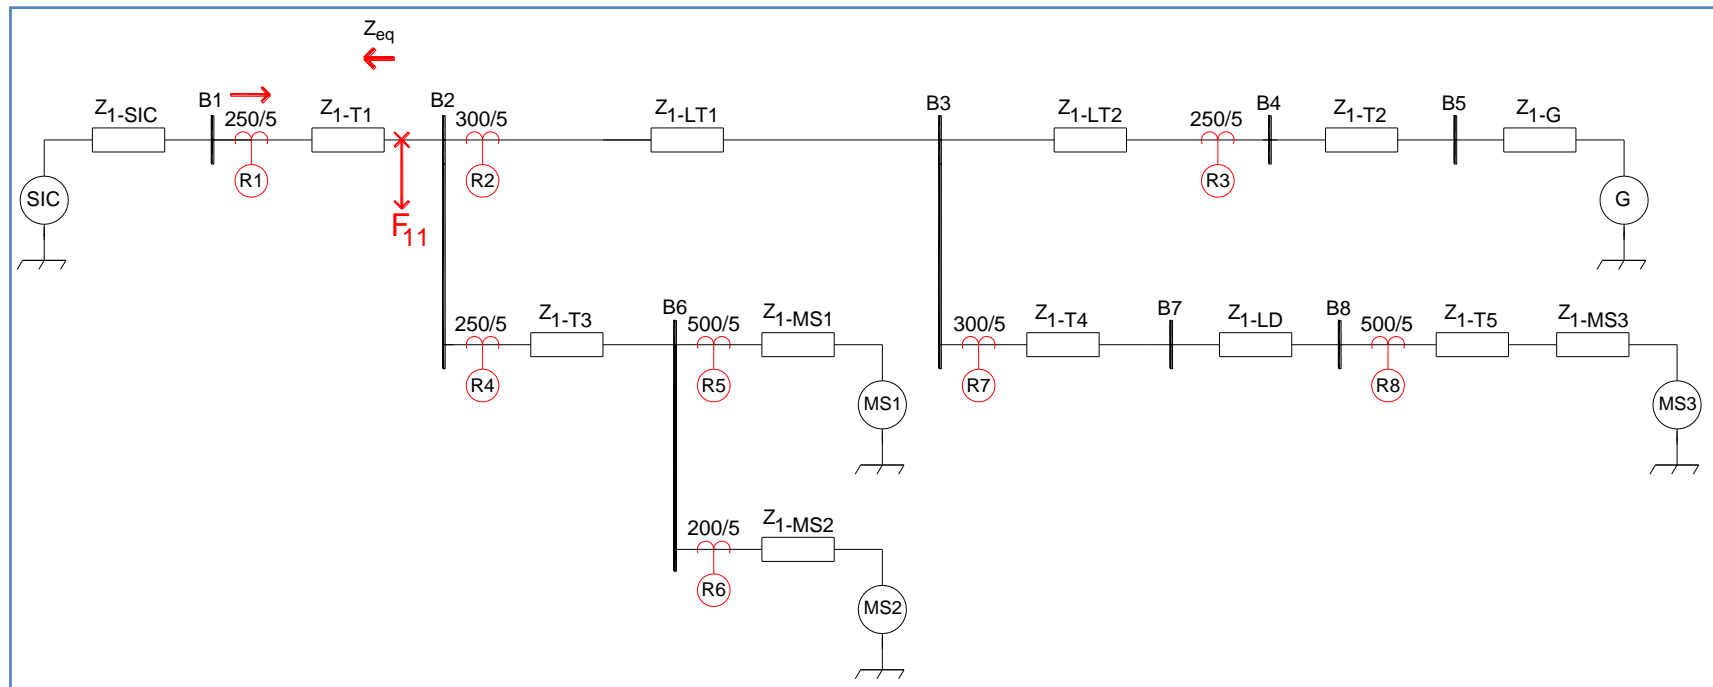 Zeq
B1
B2
B3
B4
B5
Z1-SIC
250/5
Z1-T1
300/5
Z1-LT1
Z1-LT2
250/5
Z1-T2
Z1-G
R1
R2
R3
SIC
G
F11
B6
B7
B8
250/5
Z1-T3
500/5
Z1-MS1
300/5
Z1-T4
Z1-LD
500/5
Z1-T5
Z1-MS3
R4
R5
R7
R8
MS1
MS3
200/5
Z1-MS2
R6
MS2